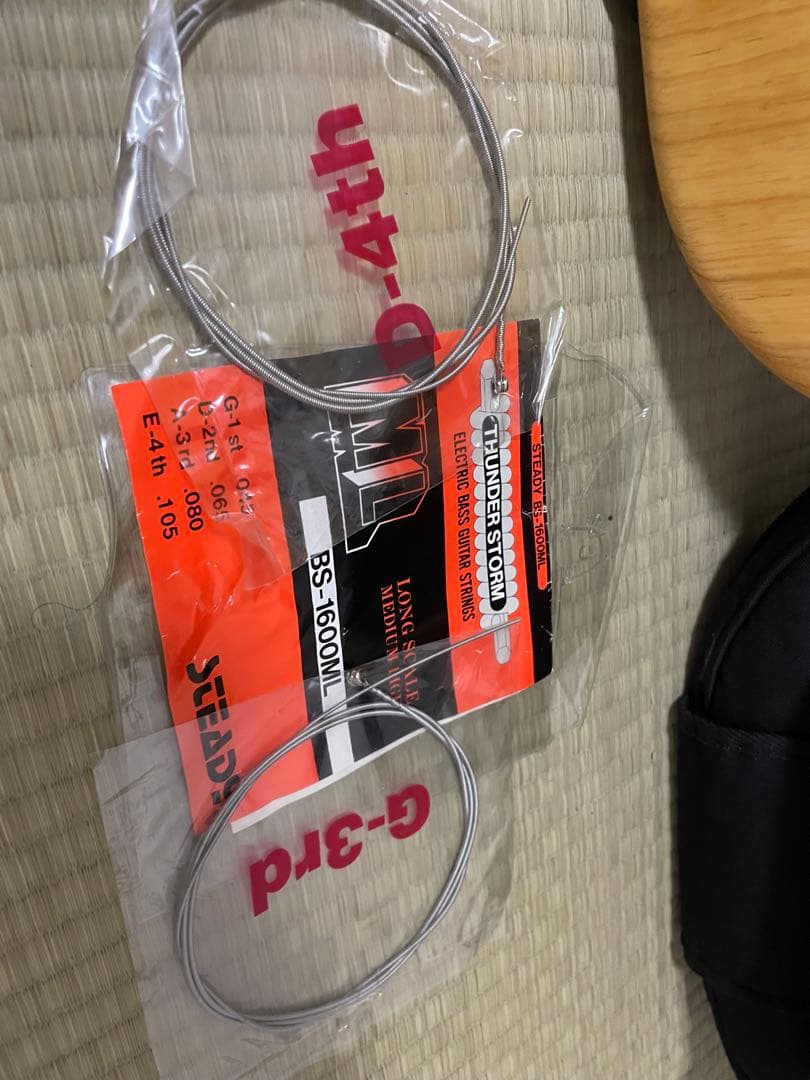 D-4th
STEADY BS-1600ML
THUNDER STORM
ELECTRIC BASS GUITAR STRINGS
LONG SCALE
MEDIUM
BS-1600ML
G-1st
D-2nd
A-3rd .080
E-4th .105
STEADY
G-3rd